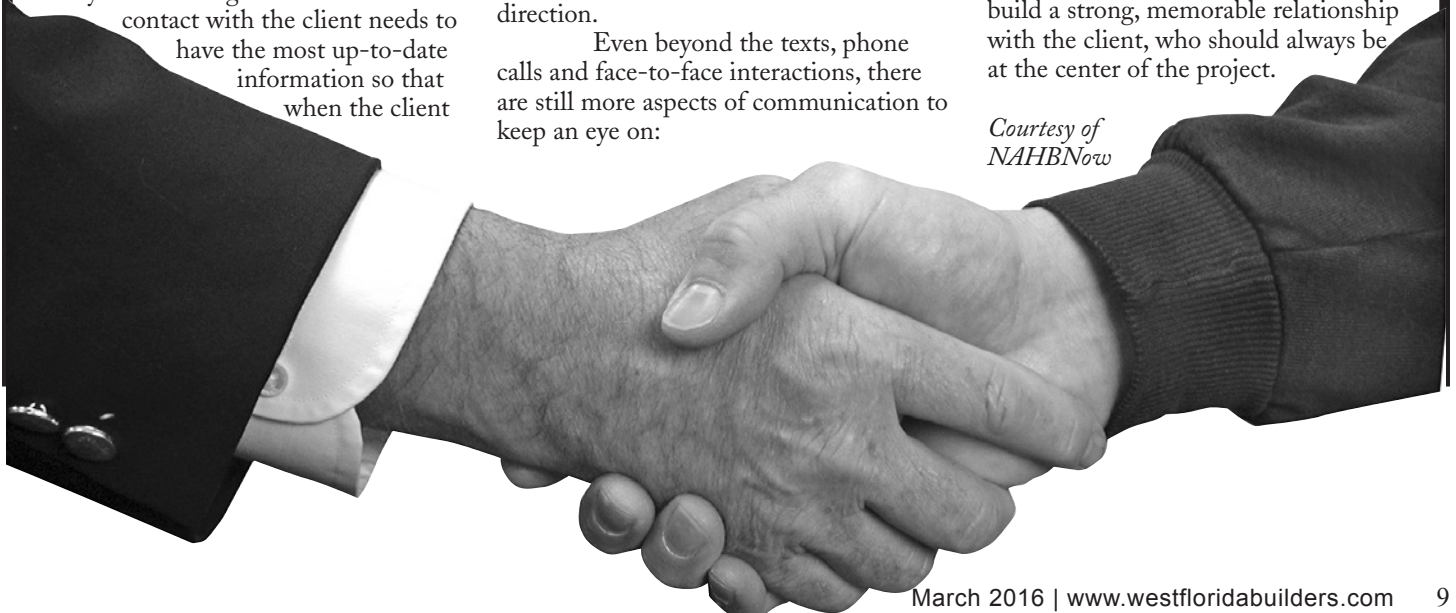 contact with the client needs to
have the most up-to-date
information so that
when the client
direction.
Even beyond the texts, phone
calls and face-to-face interactions, there
are still more aspects of communication to
keep an eye on:
build a strong, memorable relationship
with the client, who should always be
at the center of the project.
Courtesy of
NAHBNow
March 2016 | www.westfloridabuilders.com 9